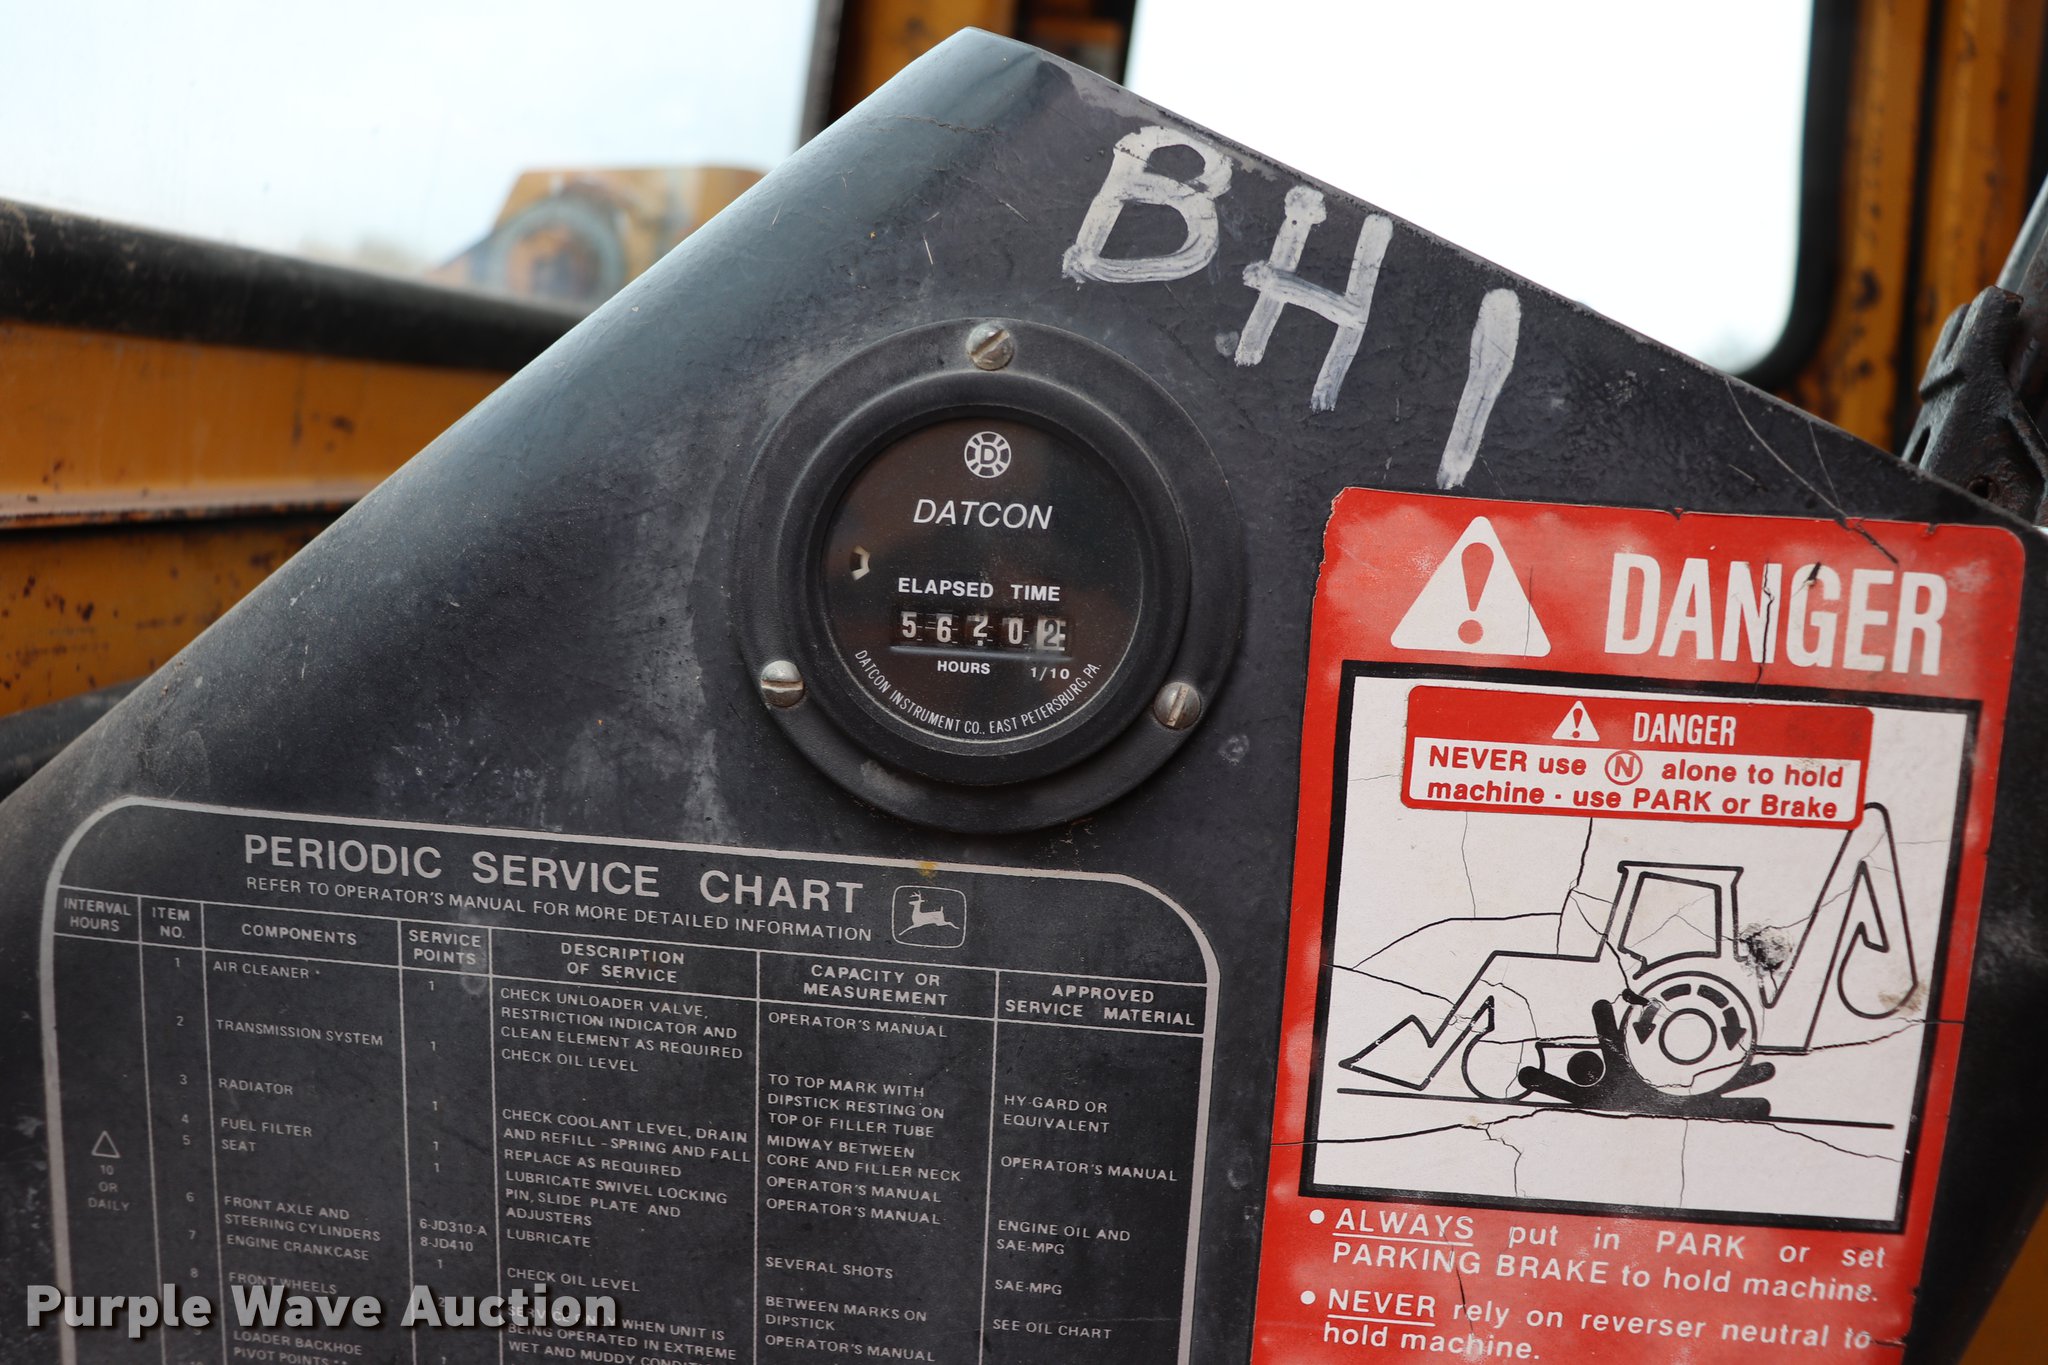 BH1
D
DATCON
ELAPSED TIME
HOURS 1/10
DATCON INSTRUMENT CO., EAST PETERSBURG, PA.
DANGER
DANGER
NEVER use N alone to hold
machine - use PARK or Brake
• ALWAYS put in PARK or set
PARKING BRAKE to hold machine.
• NEVER rely on reverser neutral to
hold machine.
PERIODIC SERVICE CHART
REFER TO OPERATOR'S MANUAL FOR MORE DETAILED INFORMATION
INTERVAL HOURS
ITEM NO.
COMPONENTS
SERVICE POINTS
DESCRIPTION OF SERVICE
CAPACITY OR MEASUREMENT
APPROVED SERVICE MATERIAL
10
OR
DAILY
1
2
3
4
5
6
7
8
9
AIR CLEANER
TRANSMISSION SYSTEM
RADIATOR
FUEL FILTER
SEAT
FRONT AXLE AND
STEERING CYLINDERS
ENGINE CRANKCASE
FRONT WHEELS
LOADER BACKHOE
PIVOT POINTS
1
1
1
1
1
6-JD310-A
8-JD410
1
2
1
CHECK UNLOADER VALVE,
RESTRICTION INDICATOR AND
CLEAN ELEMENT AS REQUIRED
CHECK OIL LEVEL
CHECK COOLANT LEVEL, DRAIN
AND REFILL - SPRING AND FALL
REPLACE AS REQUIRED
LUBRICATE SWIVEL LOCKING
PIN, SLIDE PLATE AND
ADJUSTERS
LUBRICATE
CHECK OIL LEVEL
SERVICE ONLY WHEN UNIT IS
BEING OPERATED IN EXTREME
WET AND MUDDY
OPERATOR'S MANUAL
TO TOP MARK WITH
DIPSTICK RESTING ON
TOP OF FILLER TUBE
MIDWAY BETWEEN
CORE AND FILLER NECK
OPERATOR'S MANUAL
OPERATOR'S MANUAL
SEVERAL SHOTS
BETWEEN MARKS ON
DIPSTICK
OPERATOR'S MANUAL
HY-GARD OR
EQUIVALENT
OPERATOR'S MANUAL
ENGINE OIL AND
SAE-MPG
SAE-MPG
SEE OIL CHART
Purple Wave Auction